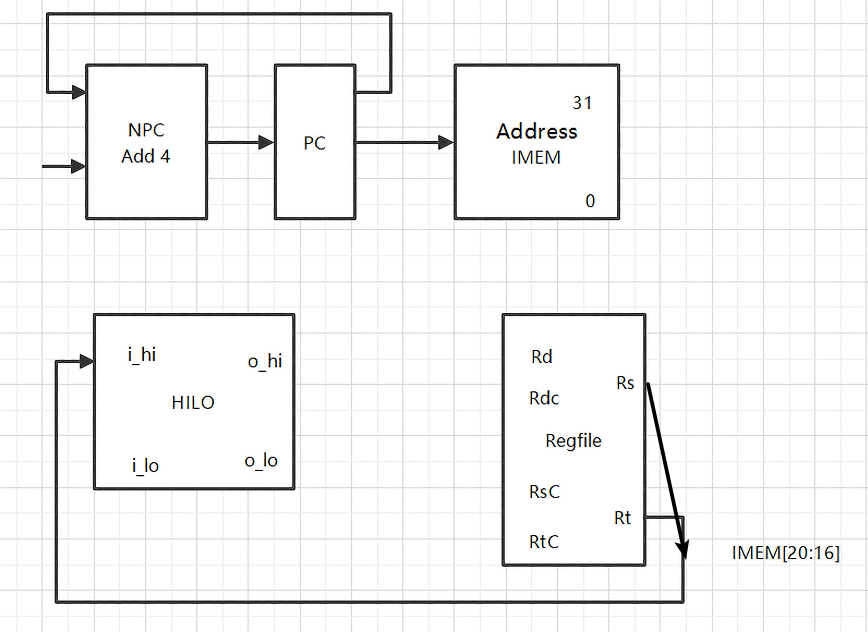 NPC
Add 4
PC
31
Address
IMEM
0
i_hi
o_hi
HILO
i_lo
o_lo
Rd
Rs
Rdc
Regfile
RsC
Rt
RtC
IMEM[20:16]